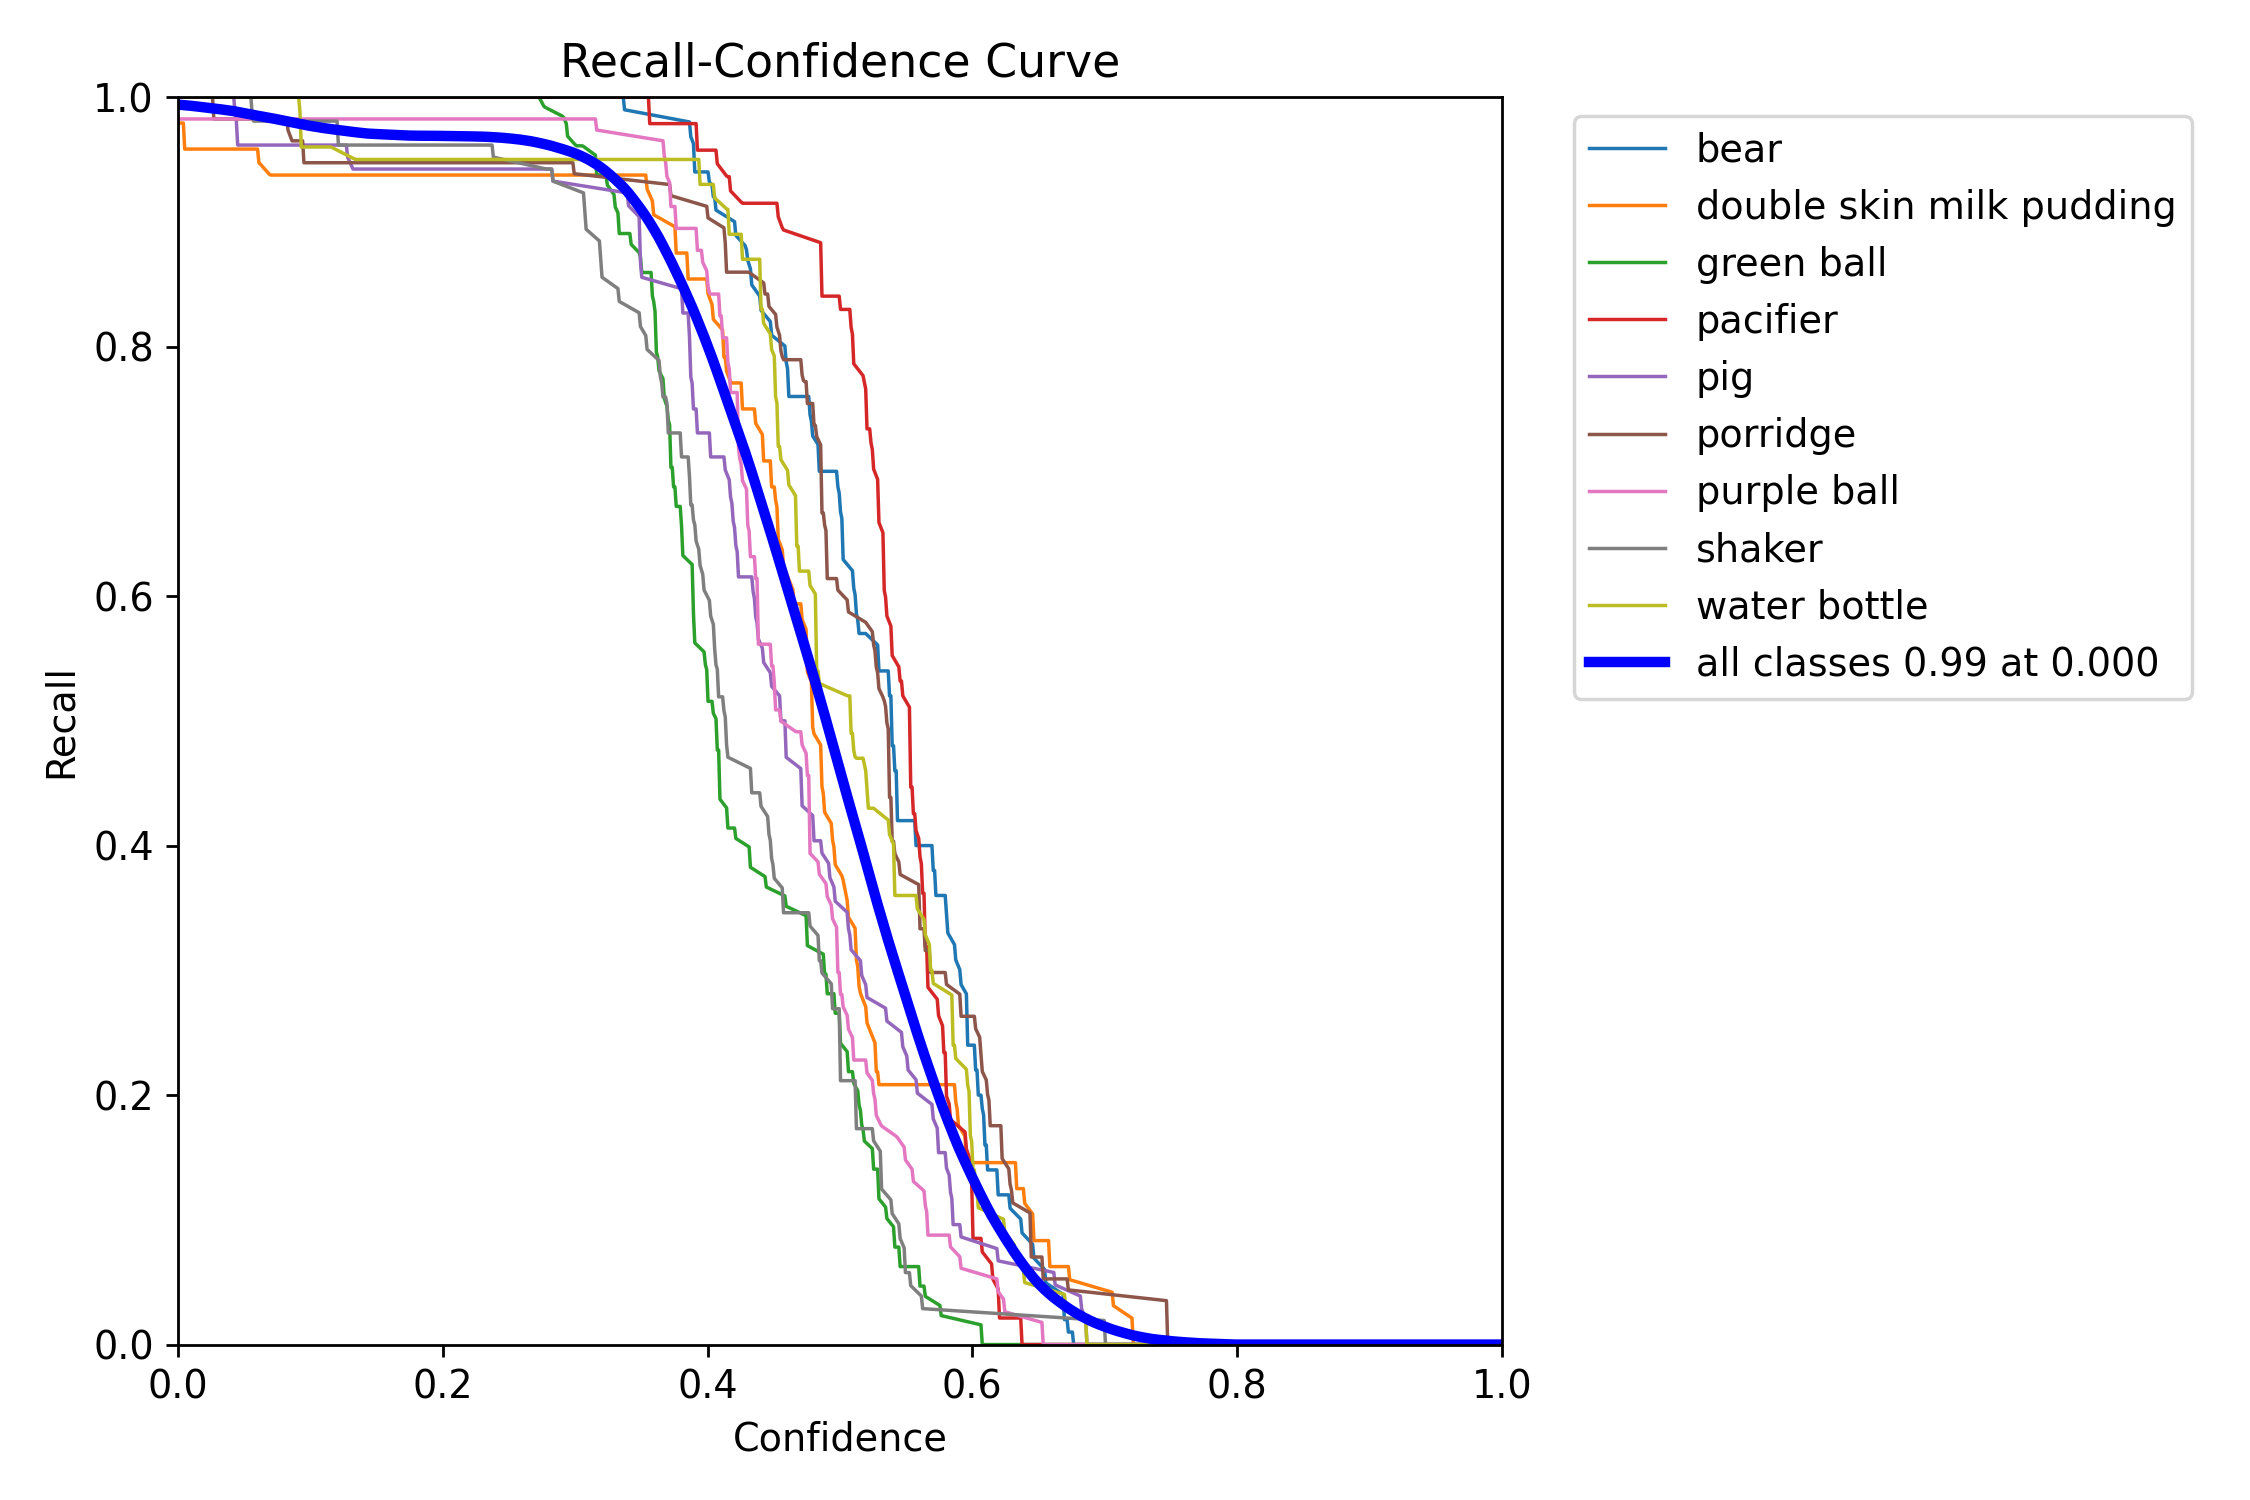 Recall-Confidence Curve
1.0
0.8
0.6
0.4
0.2
0.0
Recall
0.0 0.2 0.4 0.6 0.8 1.0
Confidence
bear
double skin milk pudding
green ball
pacifier
pig
porridge
purple ball
shaker
water bottle
all classes 0.99 at 0.000